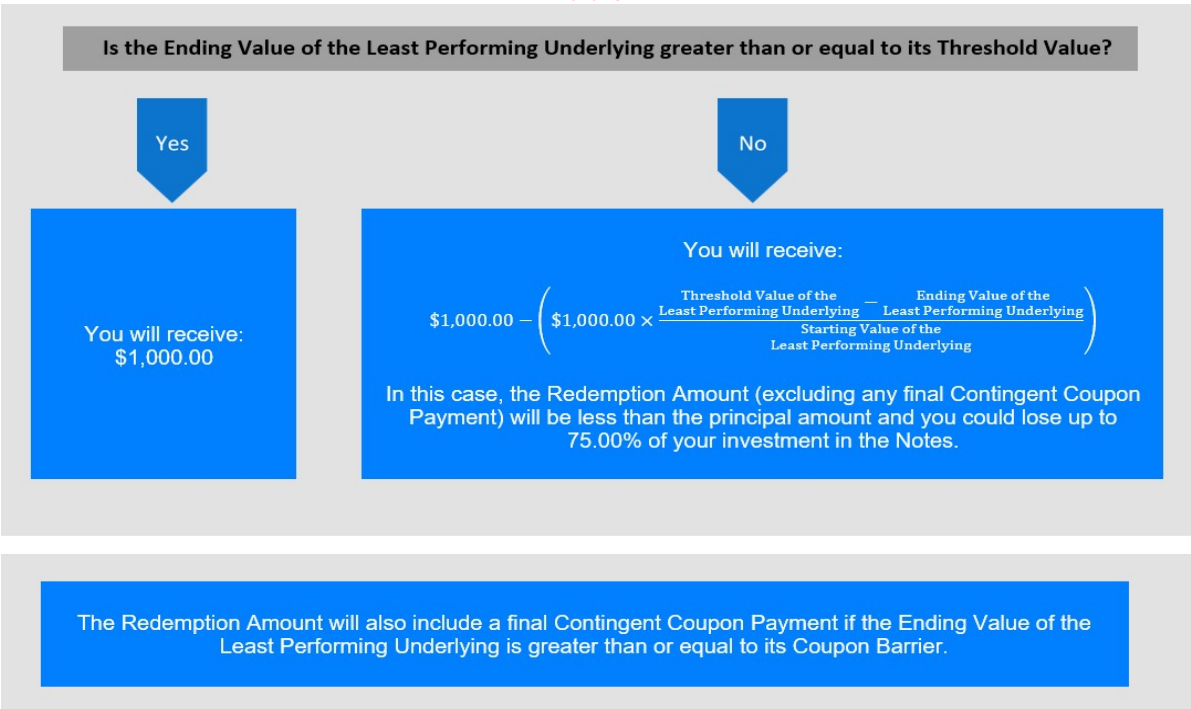 Is the Ending Value of the Least Performing Underlying greater than or equal to its Threshold Value?
Yes
No
You will receive:
$1,000.00
You will receive:
$1,000.00 − ( $1,000.00 × (Threshold Value of the Least Performing Underlying − Ending Value of the Least Performing Underlying) / Starting Value of the Least Performing Underlying )
In this case, the Redemption Amount (excluding any final Contingent Coupon
Payment) will be less than the principal amount and you could lose up to
75.00% of your investment in the Notes.
The Redemption Amount will also include a final Contingent Coupon Payment if the Ending Value of the
Least Performing Underlying is greater than or equal to its Coupon Barrier.